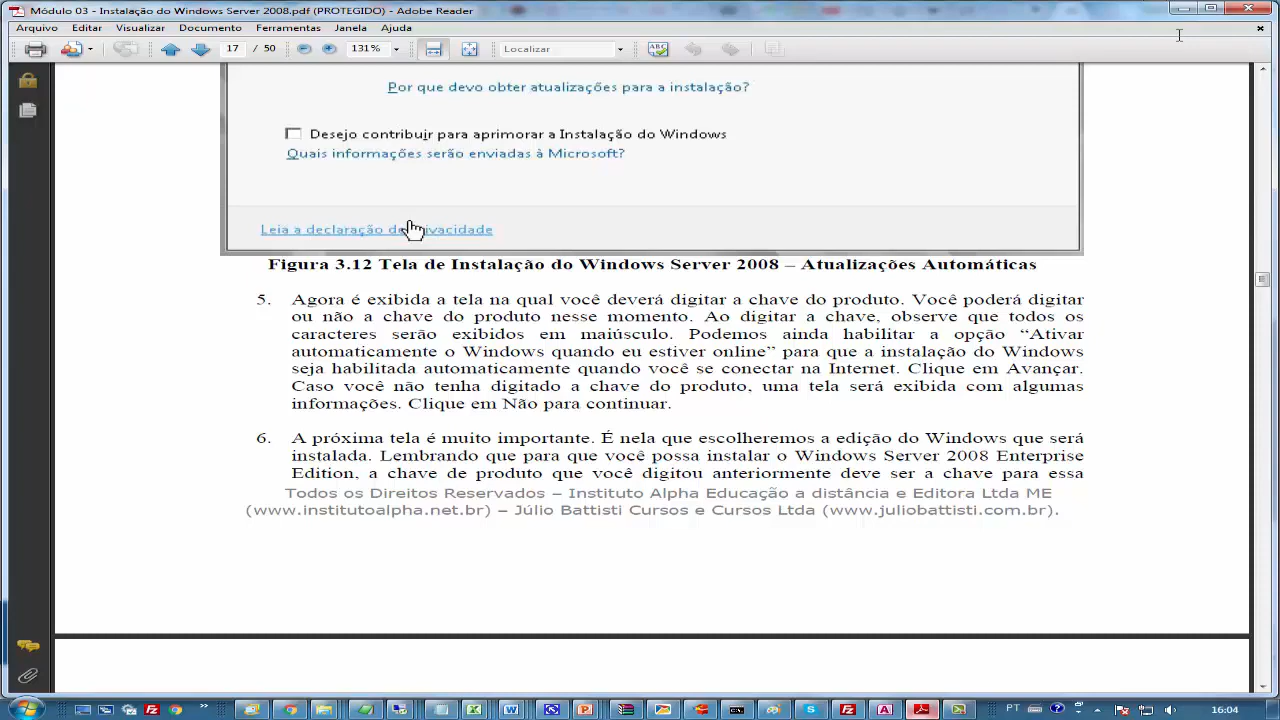 Módulo 03 - Instalação do Windows Server 2008.pdf (PROTEGIDO) - Adobe Reader
Arquivo Editar Visualizar Documento Ferramentas Janela Ajuda
17 / 50 131% Localizar
Por que devo obter atualizações para a instalação?
Desejo contribuir para aprimorar a Instalação do Windows
Quais informações serão enviadas à Microsoft?
Leia a declaração de privacidade
Figura 3.12 Tela de Instalação do Windows Server 2008 – Atualizações Automáticas
5. Agora é exibida a tela na qual você deverá digitar a chave do produto. Você poderá digitar
ou não a chave do produto nesse momento. Ao digitar a chave, observe que todos os
caracteres serão exibidos em maiúsculo. Podemos ainda habilitar a opção “Ativar
automaticamente o Windows quando eu estiver online” para que a instalação do Windows
seja habilitada automaticamente quando você se conectar na Internet. Clique em Avançar.
Caso você não tenha digitado a chave do produto, uma tela será exibida com algumas
informações. Clique em Não para continuar.
6. A próxima tela é muito importante. É nela que escolheremos a edição do Windows que será
instalada. Lembrando que para que você possa instalar o Windows Server 2008 Enterprise
Edition, a chave de produto que você digitou anteriormente deve ser a chave para essa
Todos os Direitos Reservados – Instituto Alpha Educação a distância e Editora Ltda ME
(www.institutoalpha.net.br) – Júlio Battisti Cursos e Cursos Ltda (www.juliobattisti.com.br).
PT 16:04